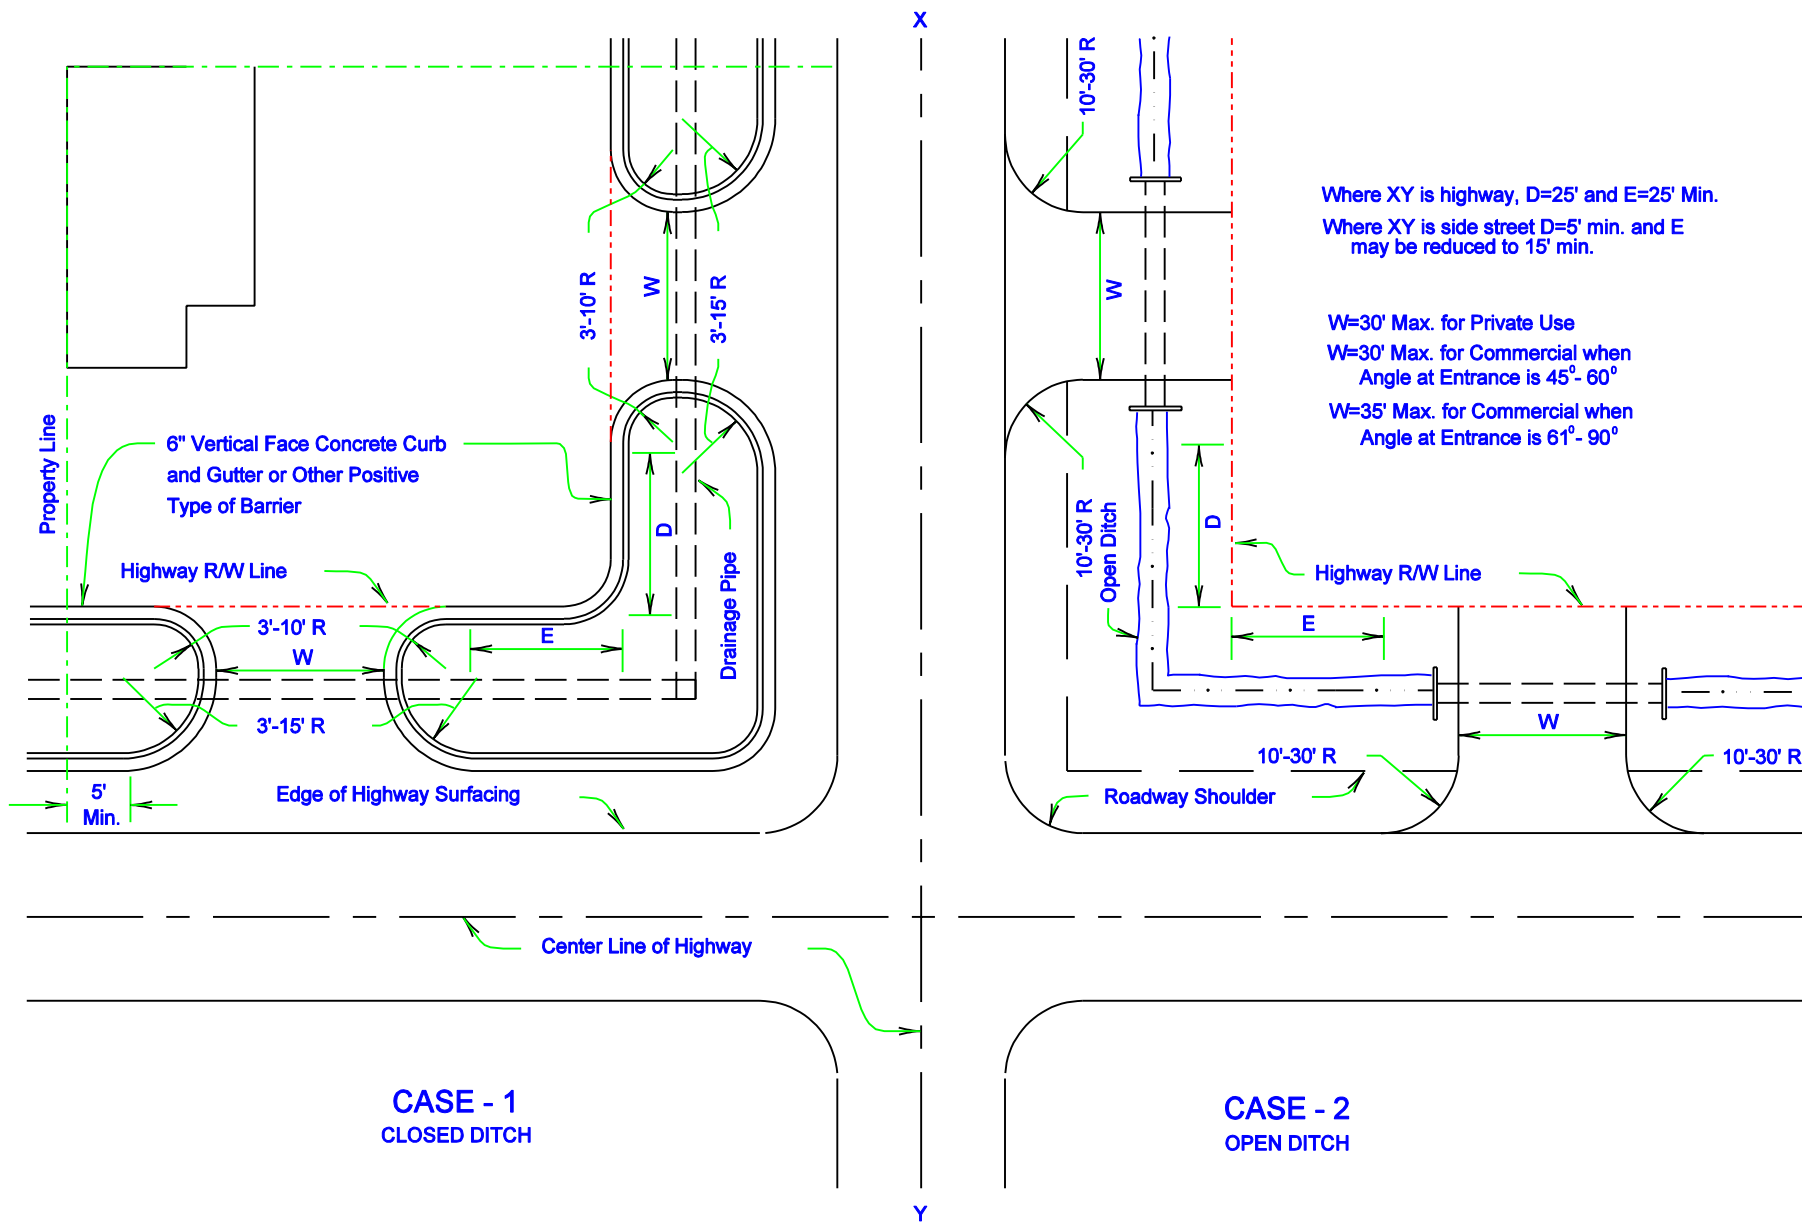 X
10'-30' R
Where XY is highway, D=25' and E=25' Min.
Where XY is side street D=5' min. and E
may be reduced to 15' min.
W
3'-10' R
3'-15' R
W
W=30' Max. for Private Use
W=30' Max. for Commercial when
Angle at Entrance is 45°- 60°
W=35' Max. for Commercial when
Angle at Entrance is 61°- 90°
Property Line
6" Vertical Face Concrete Curb
and Gutter or Other Positive
Type of Barrier
D
Drainage Pipe
10'-30' R
Open Ditch
D
Highway R/W Line
Highway R/W Line
3'-10' R
W
E
E
3'-15' R
W
10'-30' R
10'-30' R
5'
Min.
Edge of Highway Surfacing
Roadway Shoulder
Center Line of Highway
CASE - 1
CLOSED DITCH
CASE - 2
OPEN DITCH
Y